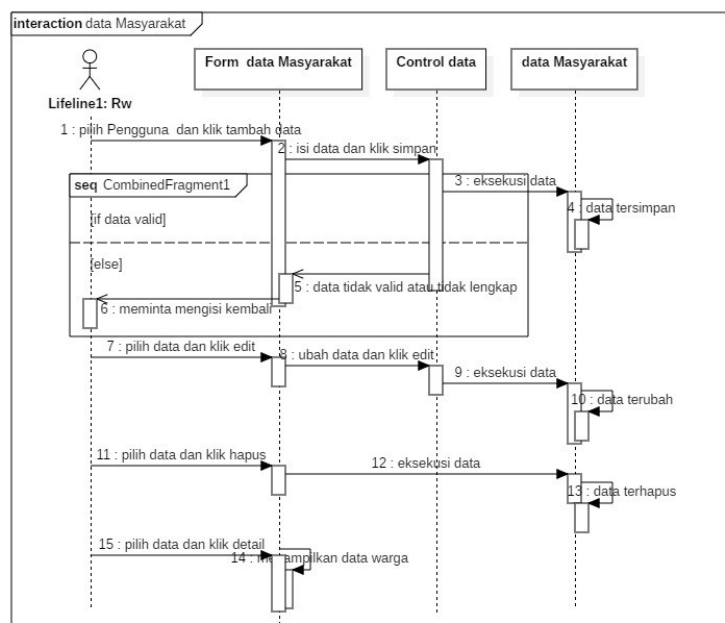 interaction data Masyarakat
Form data Masyarakat
Control data
data Masyarakat
Lifeline1: Rw
1 : pilih Pengguna dan klik tambah data
2 : isi data dan klik simpan
seq CombinedFragment1
3 : eksekusi data
4 : data tersimpan
[if data valid]
[else]
5 : data tidak valid atau tidak lengkap
6 : meminta mengisi kembali
7 : pilih data dan klik edit
8 : ubah data dan klik edit
9 : eksekusi data
10 : data terubah
11 : pilih data dan klik hapus
12 : eksekusi data
13 : data terhapus
15 : pilih data dan klik detail
14 : menampilkan data warga